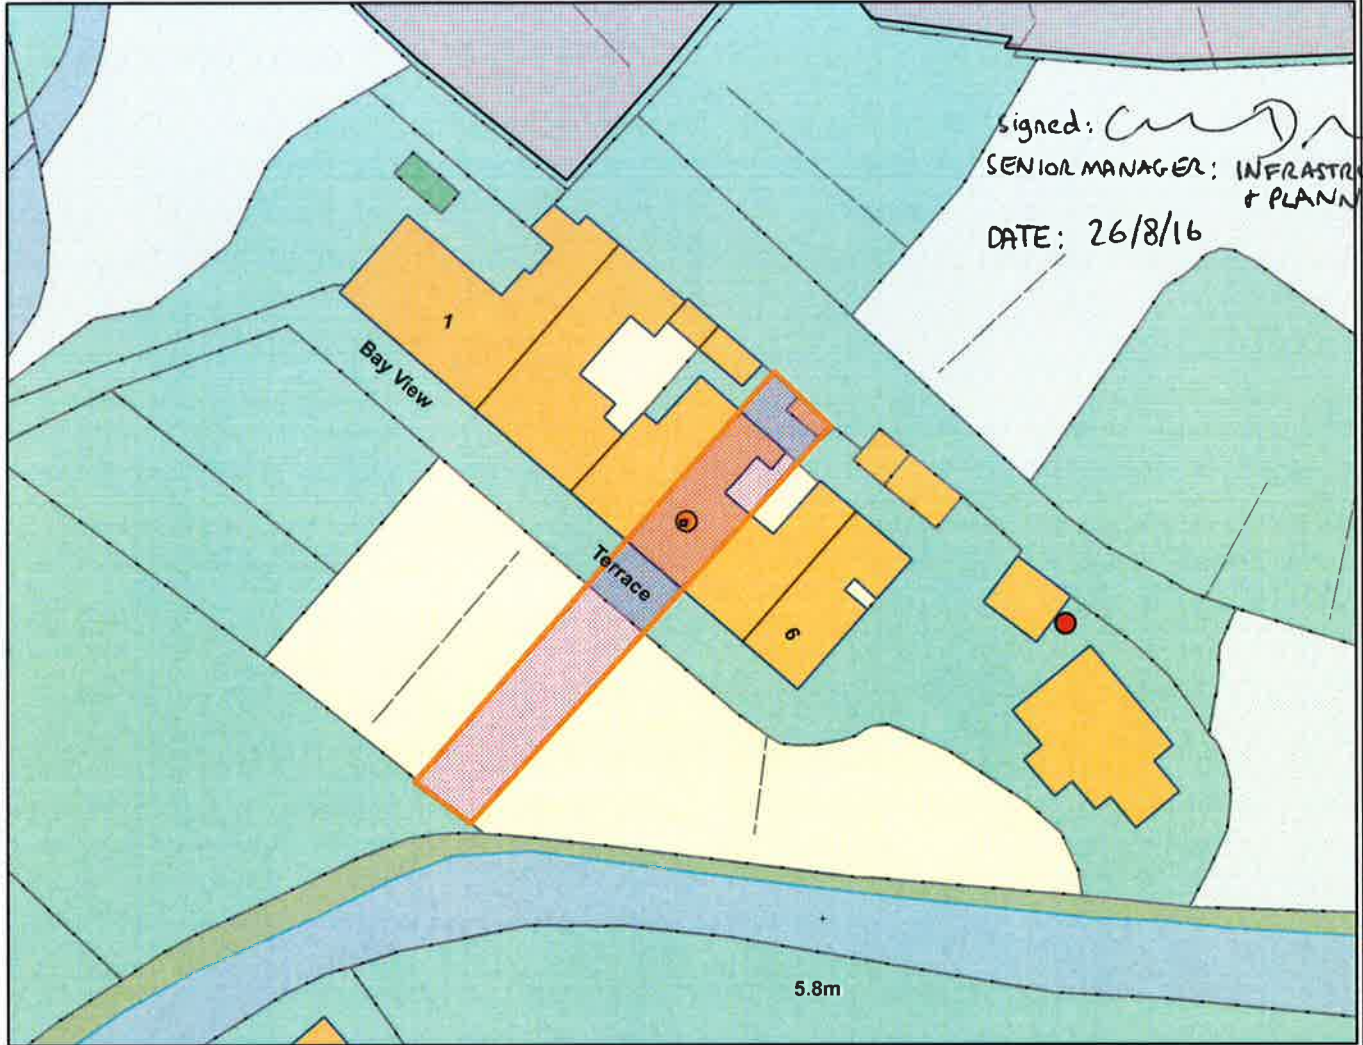 signed:
SENIOR MANAGER: INFRASTR
& PLANN
DATE: 26/8/16
1
Bay View
Terrace
6
5.8m